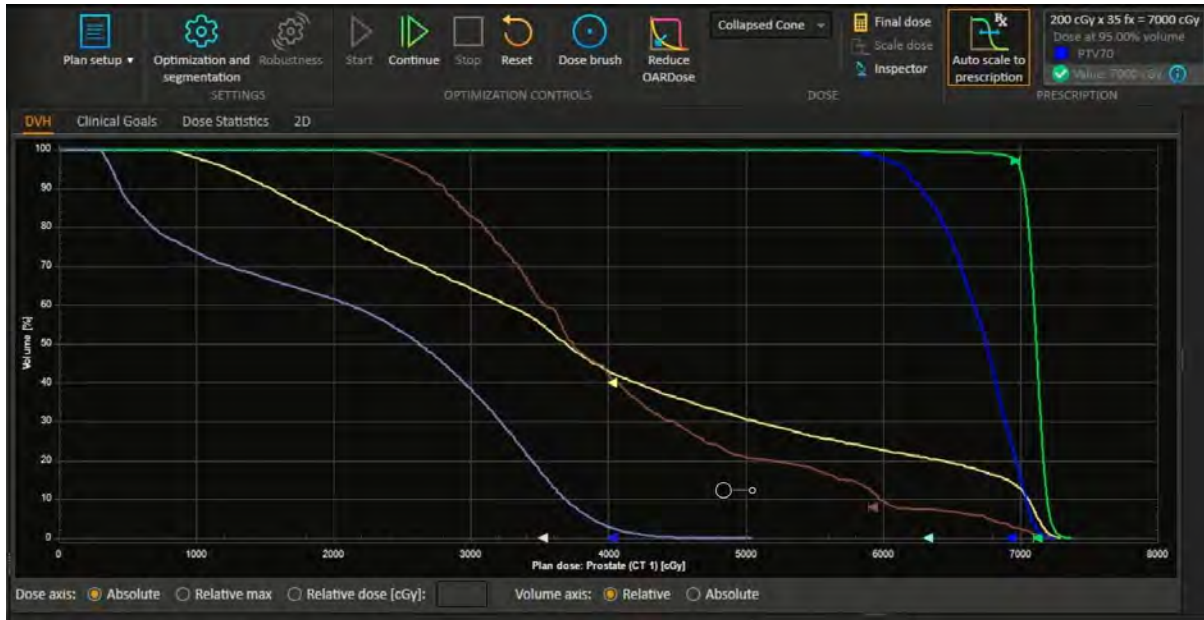 Plan setup
Optimization and segmentation
Robustness
SETTINGS
Start
Continue
Stop
Reset
Dose brush
Reduce OARDose
OPTIMIZATION CONTROLS
Collapsed Cone
Final dose
Scale dose
Inspector
DOSE
Rx
Auto scale to prescription
200 cGy x 35 fx = 7000 cGy
Dose at 95.00% volume
PTV70
Value: 7000 cGy
PRESCRIPTION
DVH Clinical Goals Dose Statistics 2D
Volume [%]
100
90
80
70
60
50
40
30
20
10
0
0 1000 2000 3000 4000 5000 6000 7000 8000
Plan dose: Prostate (CT 1) [cGy]
Dose axis: Absolute Relative max Relative dose [cGy]: Volume axis: Relative Absolute